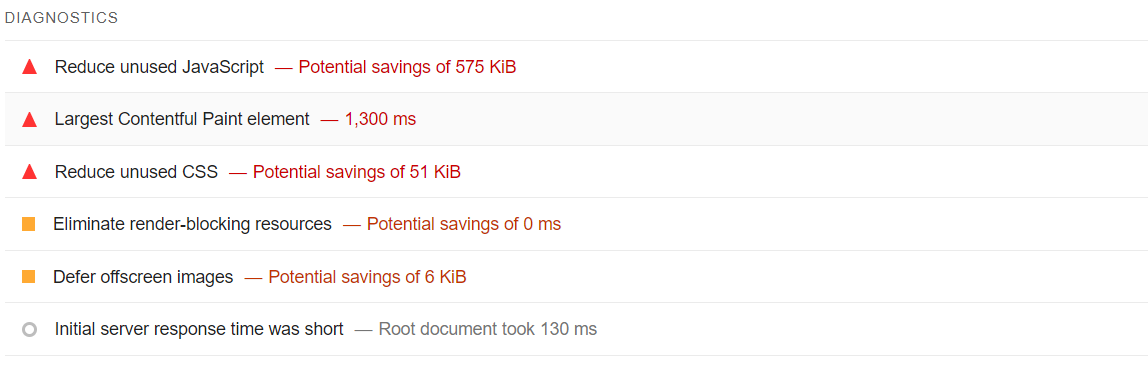 DIAGNOSTICS
Reduce unused JavaScript — Potential savings of 575 KiB
Largest Contentful Paint element — 1,300 ms
Reduce unused CSS — Potential savings of 51 KiB
Eliminate render-blocking resources — Potential savings of 0 ms
Defer offscreen images — Potential savings of 6 KiB
Initial server response time was short — Root document took 130 ms